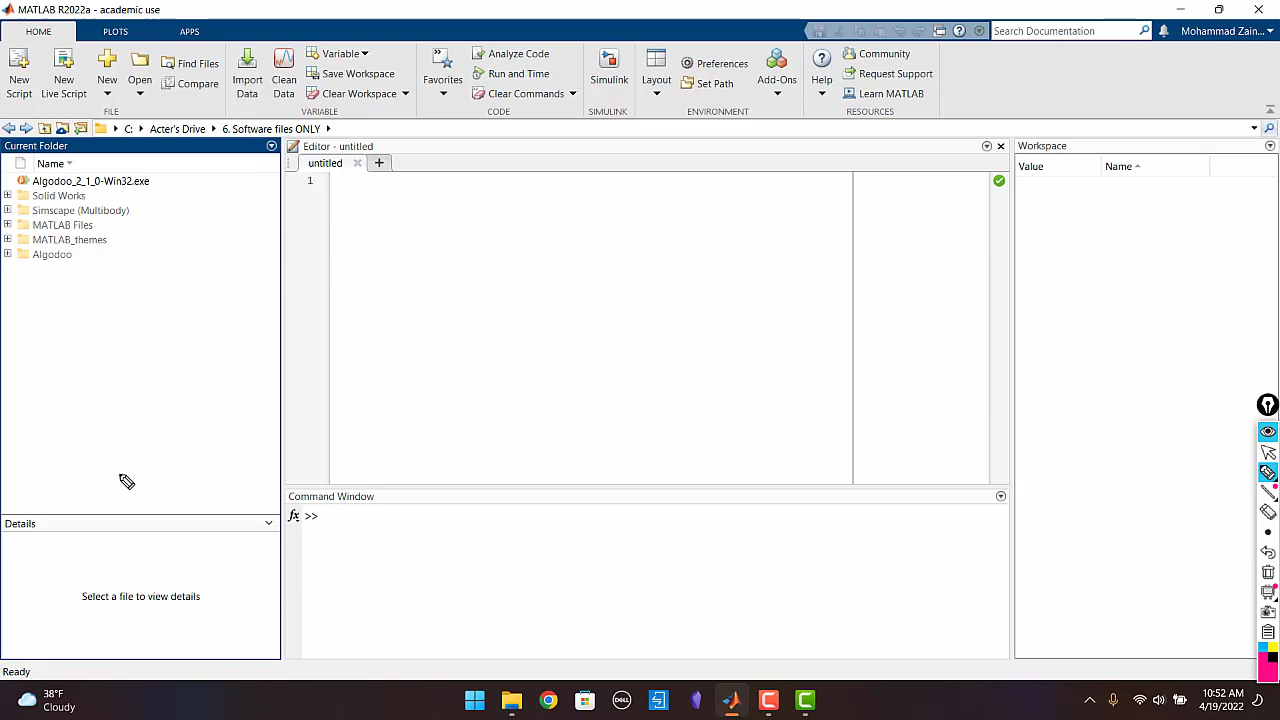 MATLAB R2022a - academic use
HOME PLOTS APPS
Search Documentation
Mohammad Zain...
New Script
New Live Script
New
Open
Find Files
Compare
FILE
Import Data
Clean Data
Variable
Save Workspace
Clear Workspace
VARIABLE
Favorites
Analyze Code
Run and Time
Clear Commands
CODE
Simulink
SIMULINK
Layout
Preferences
Set Path
Add-Ons
ENVIRONMENT
Help
Community
Request Support
Learn MATLAB
RESOURCES
C: Acter's Drive 6. Software files ONLY
Current Folder
Name
Algodoo_2_1_0-Win32.exe
Solid Works
Simscape (Multibody)
MATLAB Files
MATLAB_themes
Algodoo
Details
Select a file to view details
Editor - untitled
untitled
1
Command Window
fx >>
Workspace
Value Name
Ready
38°F
Cloudy
DELL
10:52 AM
4/19/2022